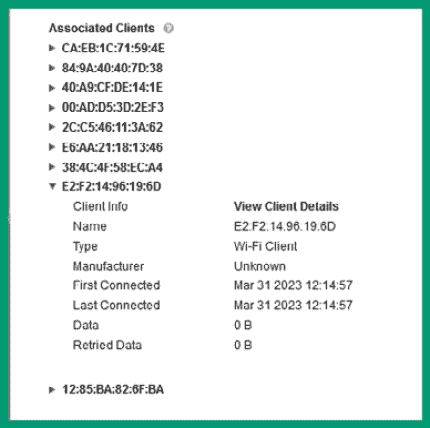 Associated Clients ?
CA:EB:1C:71:59:4E
84:9A:40:40:7D:38
40:A9:CF:DE:14:1E
00:AD:D5:3D:2E:F3
2C:C5:46:11:3A:62
E6:AA:21:18:13:46
38:4C:4F:58:EC:A4
E2:F2:14:96:19:6D
Client Info View Client Details
Name E2:F2:14:96:19:6D
Type Wi-Fi Client
Manufacturer Unknown
First Connected Mar 31 2023 12:14:57
Last Connected Mar 31 2023 12:14:57
Data 0 B
Retried Data 0 B
12:85:BA:82:6F:BA